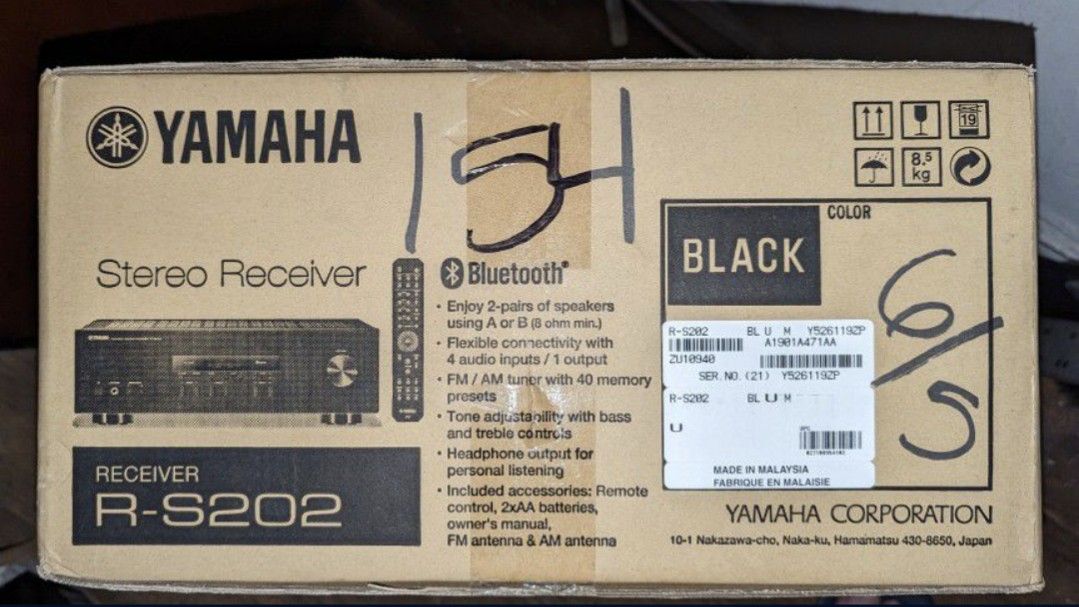 YAMAHA
154
19
8.5
kg
Stereo Receiver
Bluetooth®
• Enjoy 2-pairs of speakers
using A or B (8 ohm min.)
• Flexible connectivity with
4 audio inputs / 1 output
• FM / AM tuner with 40 memory
presets
• Tone adjustability with bass
and treble controls
• Headphone output for
personal listening
• Included accessories: Remote
control, 2xAA batteries,
owner's manual,
FM antenna & AM antenna
RECEIVER
R-S202
COLOR
BLACK
6/5
R-S202 BL U M Y526119ZP
A1901A471AA
ZU10940
SER.NO.(21) Y526119ZP
R-S202 BL U M
U
UPC
MADE IN MALAYSIA
FABRIQUE EN MALAISIE
YAMAHA CORPORATION
10-1 Nakazawa-cho, Naka-ku, Hamamatsu 430-8650, Japan